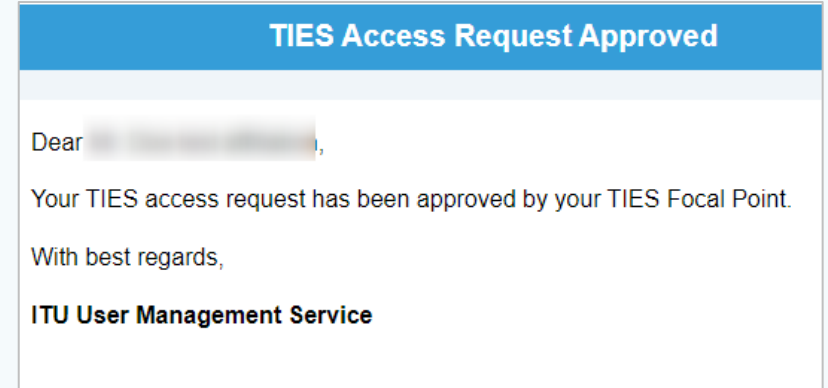 TIES Access Request Approved
Dear ,
Your TIES access request has been approved by your TIES Focal Point.
With best regards,
ITU User Management Service